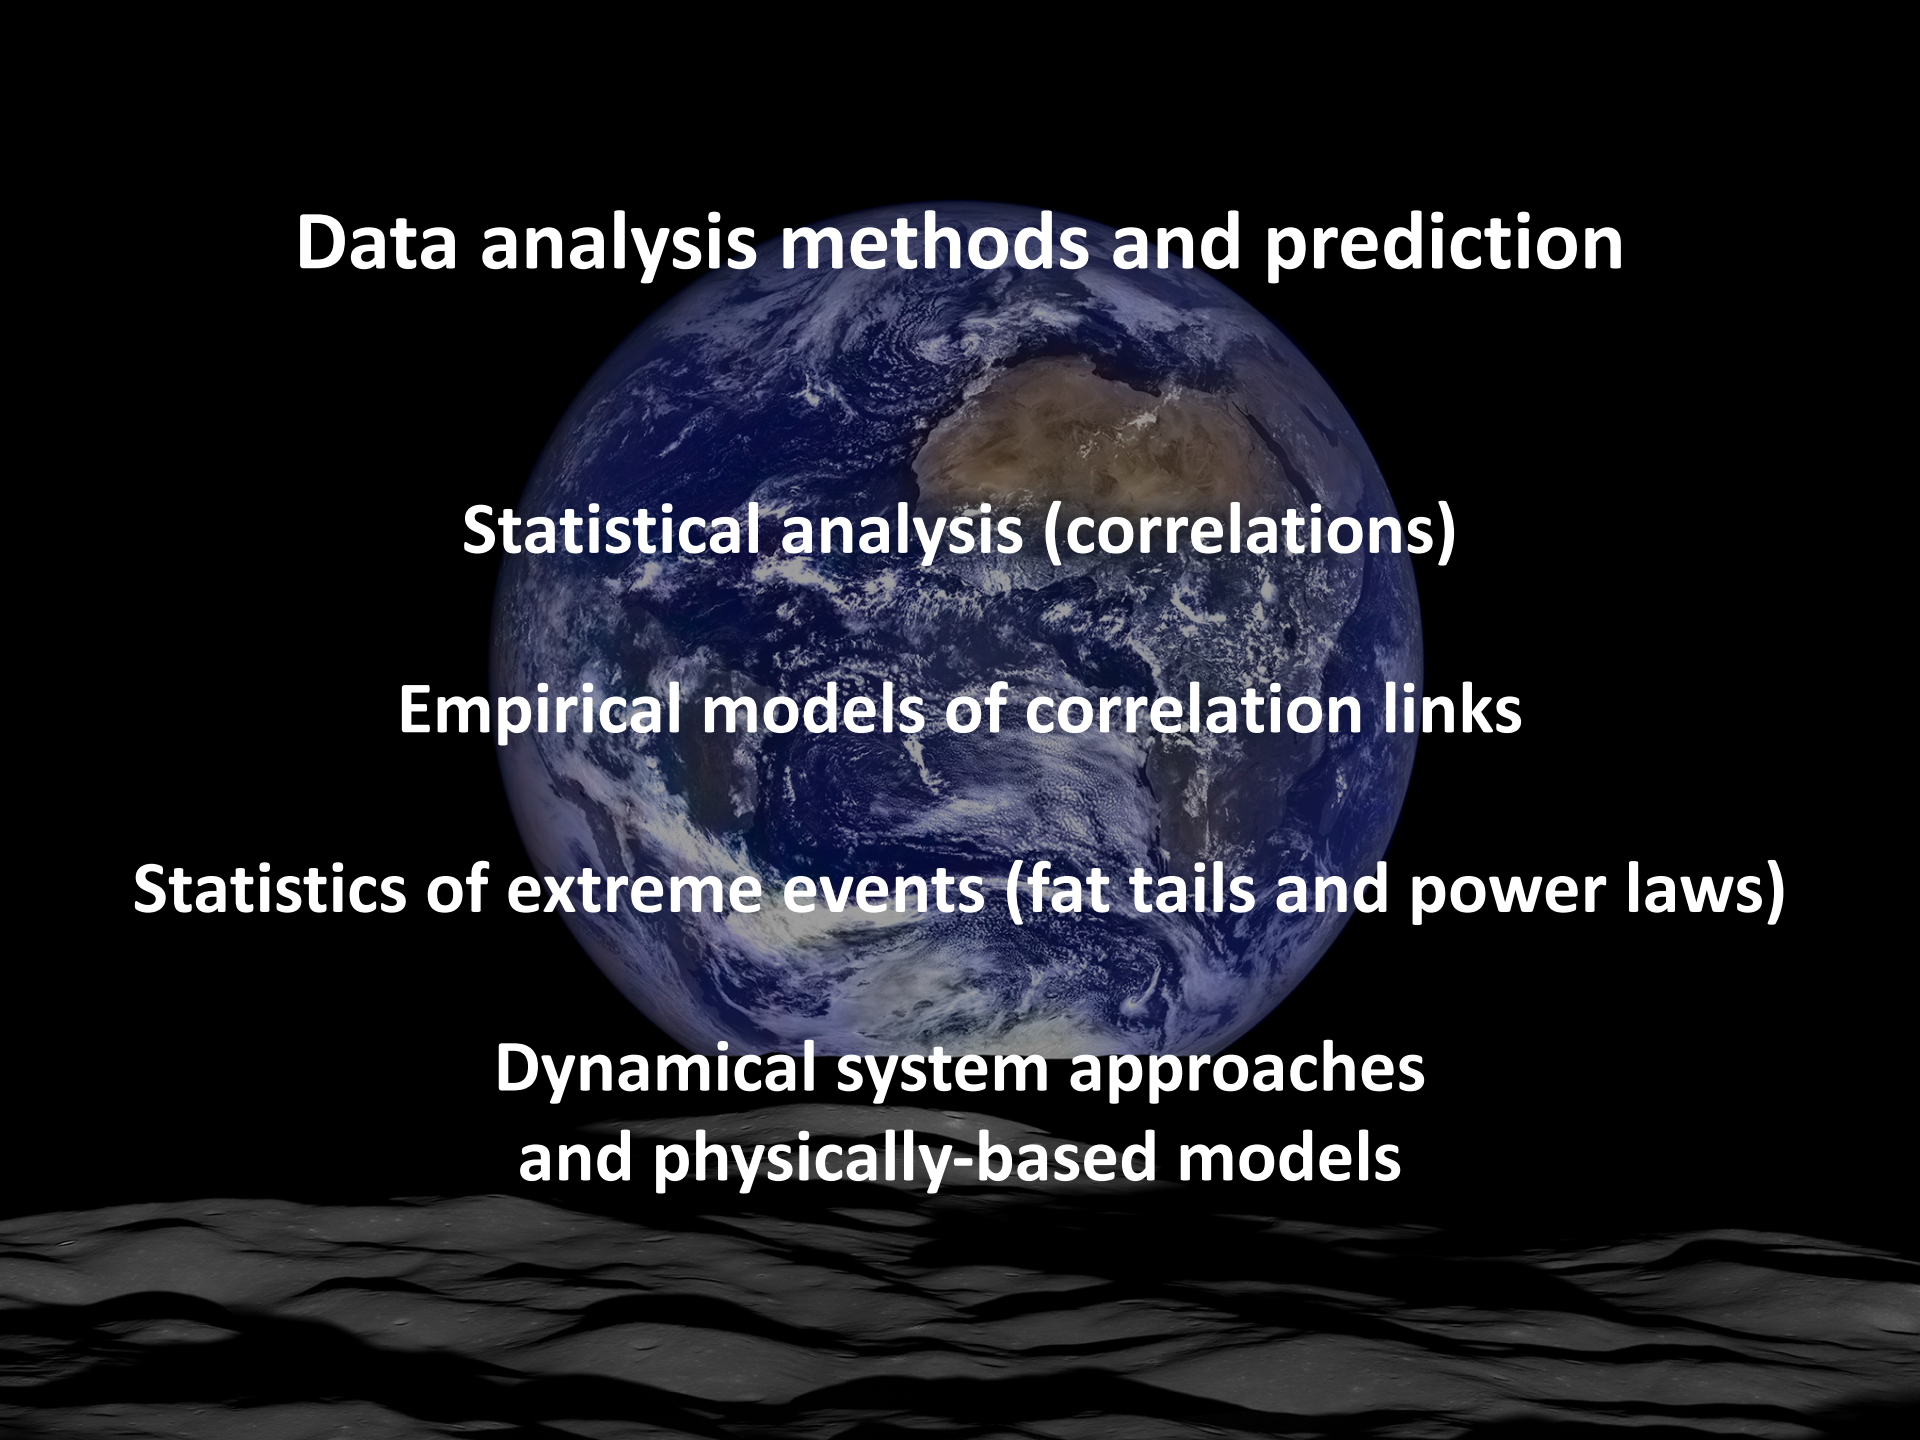 Data analysis methods and prediction
Statistical analysis (correlations)
Empirical models of correlation links
Statistics of extreme events (fat tails and power laws)
Dynamical system approaches
and physically-based models